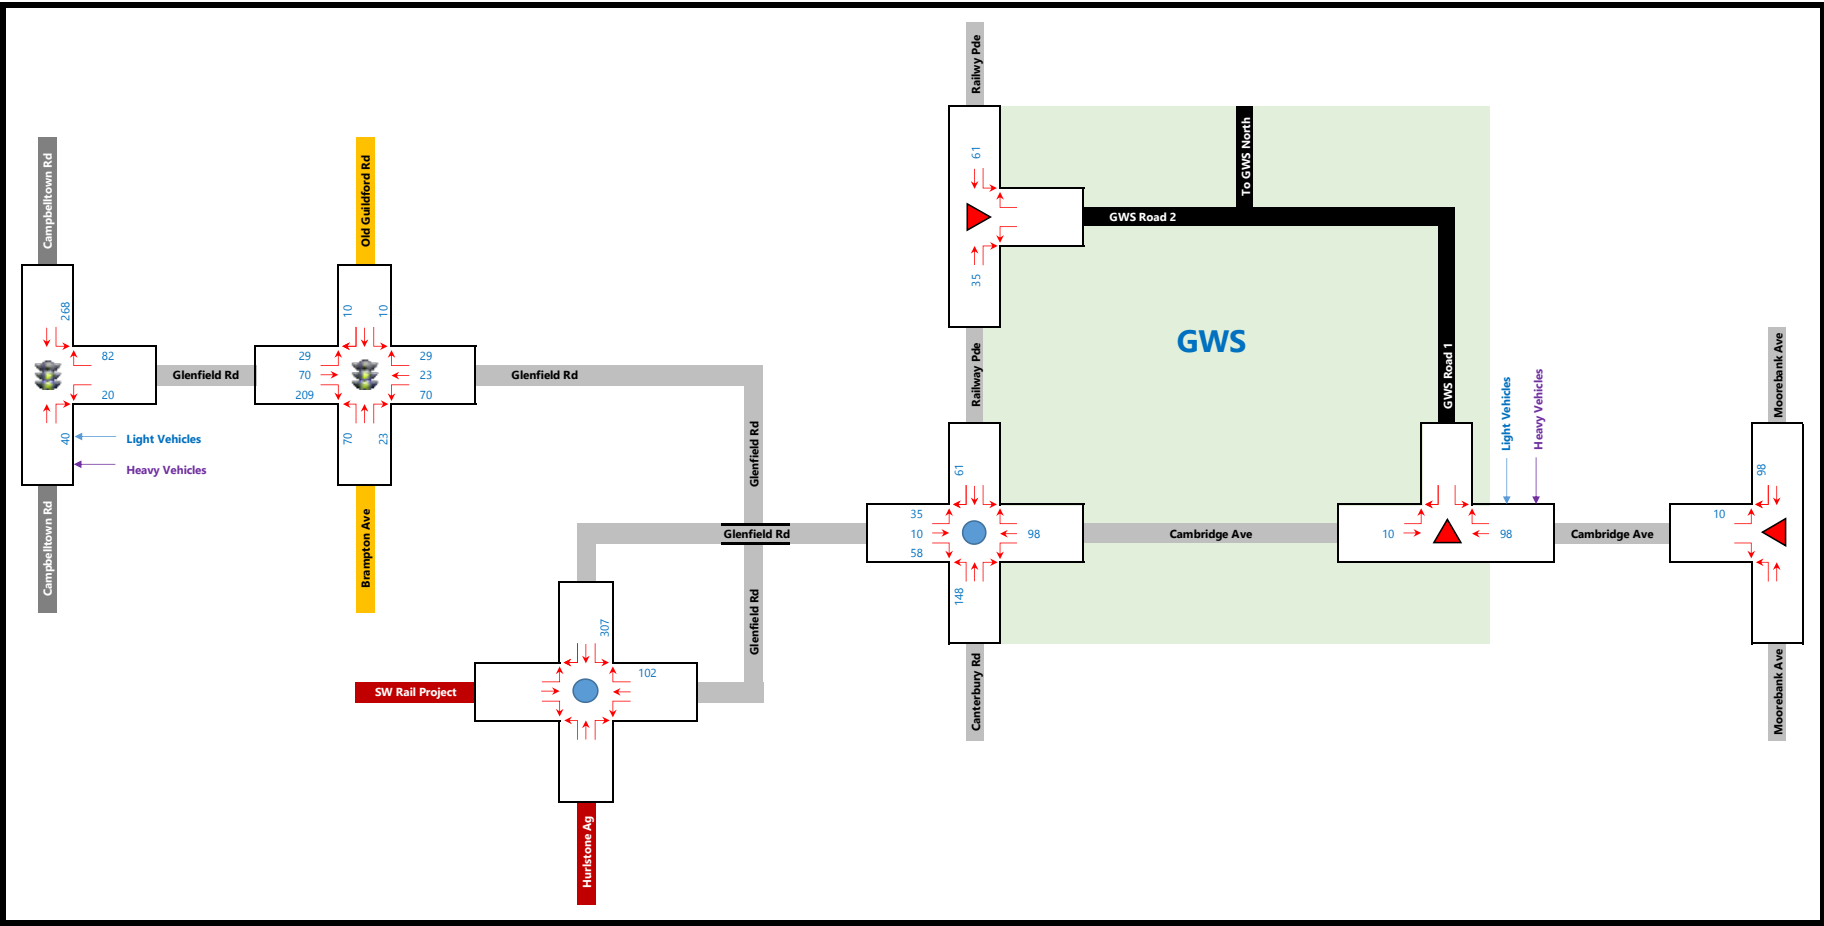 Railwy Pde
To GWS North
61
GWS Road 2
35
GWS
Railway Pde
GWS Road 1
Light Vehicles
Heavy Vehicles
Moorebank Ave
Campbelltown Rd
Old Guildford Rd
268
10
10
82
20
Glenfield Rd
29
70
209
29
23
70
Glenfield Rd
40
Light Vehicles
Heavy Vehicles
70
23
Campbelltown Rd
Brampton Ave
Glenfield Rd
Glenfield Rd
Glenfield Rd
61
35
10
58
98
148
Cambridge Ave
10
98
Cambridge Ave
98
10
Canterbury Rd
Moorebank Ave
307
102
SW Rail Project
Hurlstone Ag